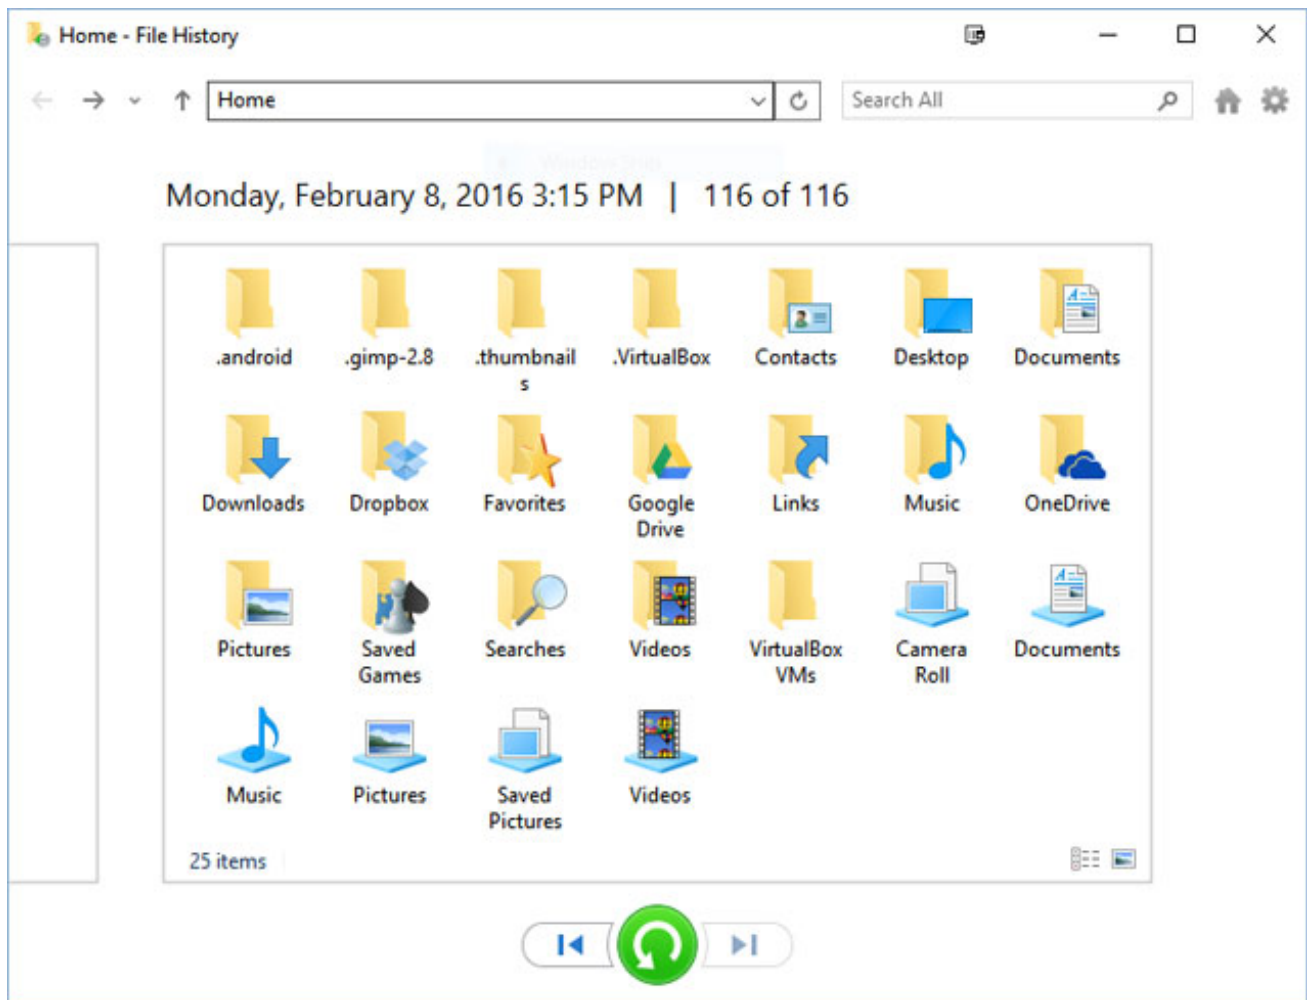 Home - File History
Home
Search All
Monday, February 8, 2016 3:15 PM | 116 of 116
.android .gimp-2.8 .thumbnail .VirtualBox Contacts Desktop Documents
s
Downloads Dropbox Favorites Google Links Music OneDrive
Drive
Pictures Saved Searches Videos VirtualBox Camera Documents
Games VMs Roll
Music Pictures Saved Videos
Pictures
25 items